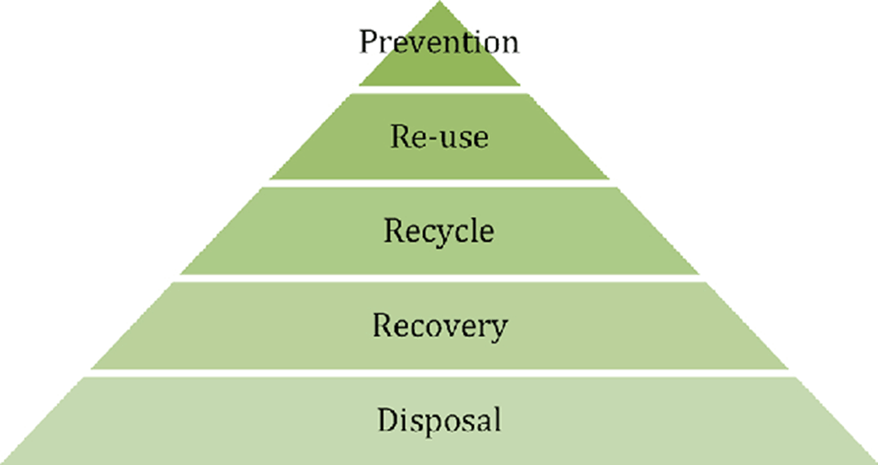 Prevention
Re-use
Recycle
Recovery
Disposal